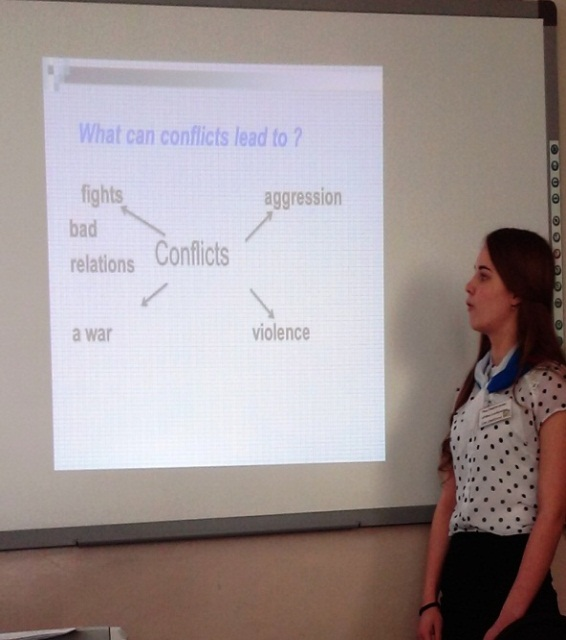 What can conflicts lead to ?
fights
aggression
bad
relations
Conflicts
a war
violence